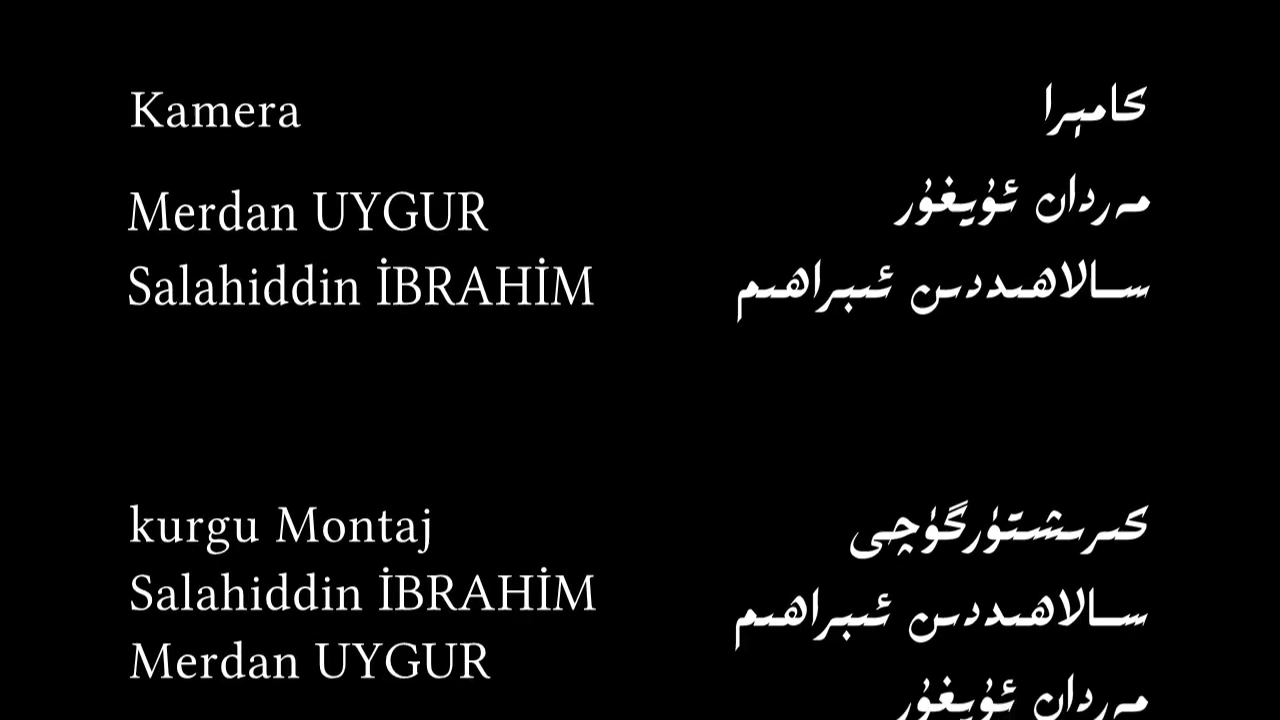 Kamera
كامېرا
Merdan UYGUR
مەردان ئۇيغۇر
Salahiddin İBRAHİM
سالاھىددىن ئىبراھىم
kurgu Montaj
كىرىشتۈرگۈچى
Salahiddin İBRAHİM
سالاھىددىن ئىبراھىم
Merdan UYGUR
مەردان ئۇيغۇر